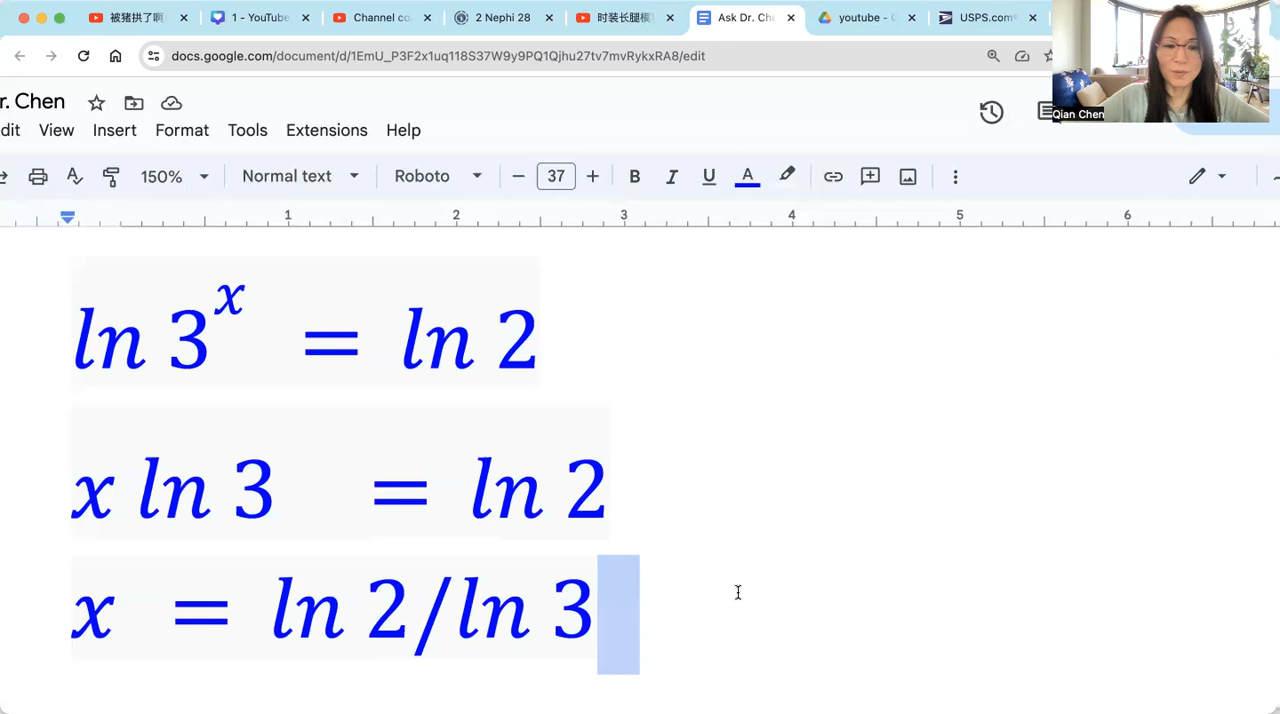 被猪拱了啊
1 - YouTube
Channel co
2 Nephi 28
时装长腿模
Ask Dr. Che
youtube - G
USPS.com®
docs.google.com/document/d/1EmU_P3F2x1uq118S37W9y9PQ1Qjhu27tv7mvRykxRA8/edit
r. Chen
Qian Chen
dit View Insert Format Tools Extensions Help
150% Normal text Roboto 37 B I U A
1 2 3 4 5 6
ln 3^x = ln 2
x ln 3 = ln 2
x = ln 2/ln 3